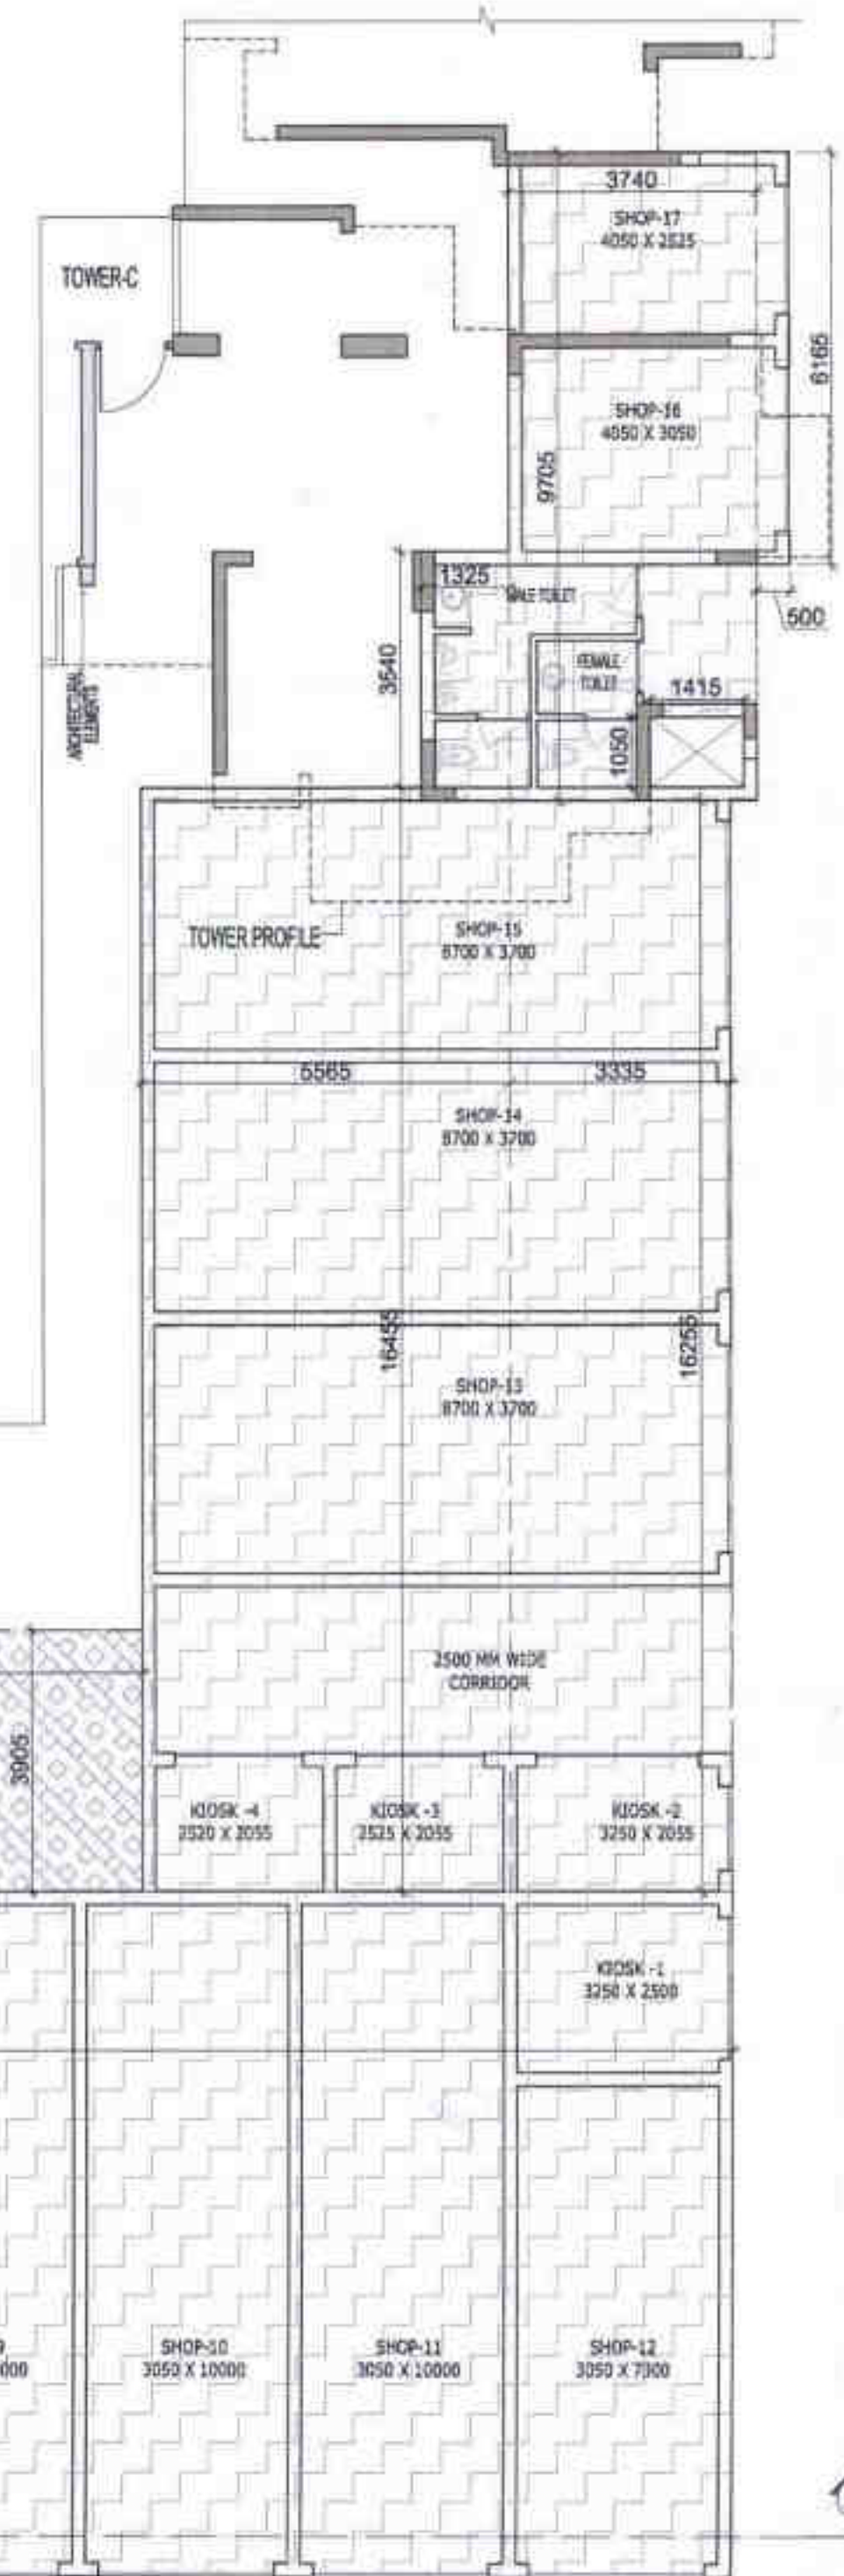 3740
SHOP-17
4050 X 2525
TOWER-C
6165
SHOP-16
4050 X 3050
9705
1325
MALE TOILET
500
3540
FEMALE
TOILET
1415
ARCHITECTURAL
ELEMENTS
1050
TOWER PROFILE
SHOP-15
8700 X 3700
5565
3335
SHOP-14
8700 X 3700
16455
16255
SHOP-13
8700 X 3700
2500 MM WIDE
CORRIDOR
3905
KIOSK -4
2520 X 2055
KIOSK -3
2525 X 2055
KIOSK -2
3250 X 2055
KIOSK -1
3250 X 2500
9
000
SHOP-10
3050 X 10000
SHOP-11
3050 X 10000
SHOP-12
3050 X 7300